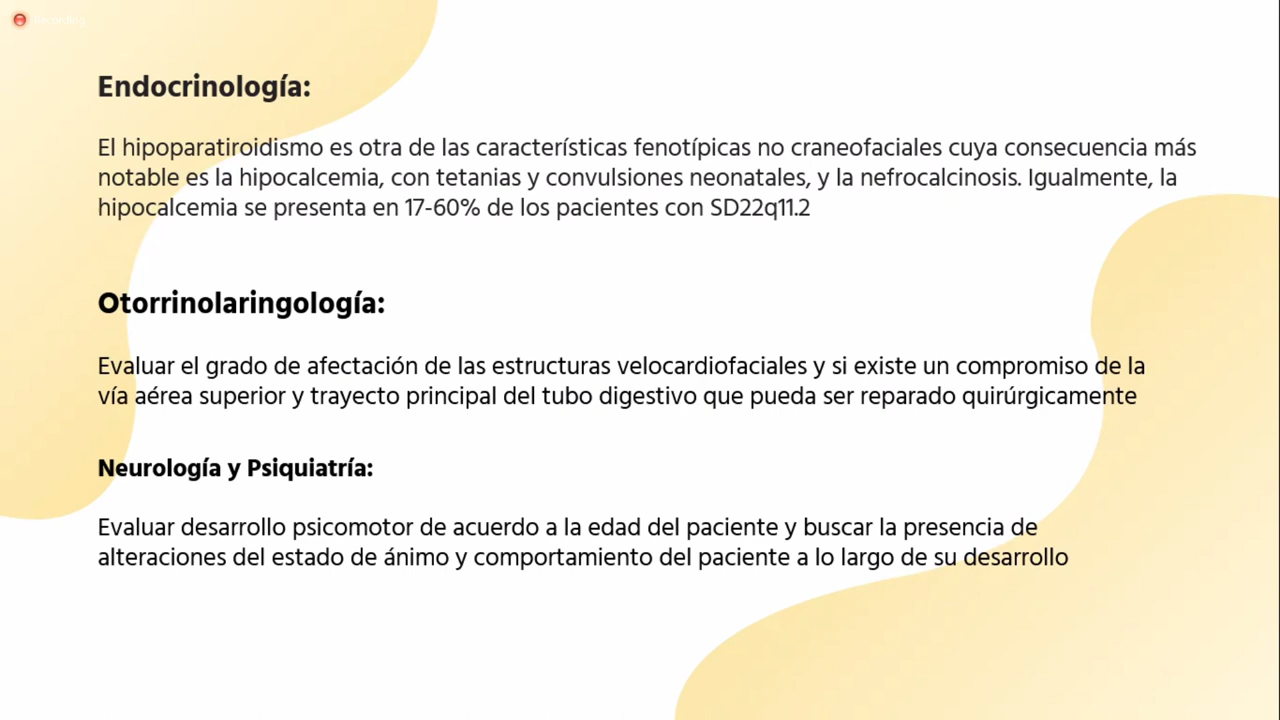 Recording
Endocrinología:
El hipoparatiroidismo es otra de las características fenotípicas no craneofaciales cuya consecuencia más
notable es la hipocalcemia, con tetanias y convulsiones neonatales, y la nefrocalcinosis. Igualmente, la
hipocalcemia se presenta en 17-60% de los pacientes con SD22q11.2
Otorrinolaringología:
Evaluar el grado de afectación de las estructuras velocardiofaciales y si existe un compromiso de la
vía aérea superior y trayecto principal del tubo digestivo que pueda ser reparado quirúrgicamente
Neurología y Psiquiatría:
Evaluar desarrollo psicomotor de acuerdo a la edad del paciente y buscar la presencia de
alteraciones del estado de ánimo y comportamiento del paciente a lo largo de su desarrollo